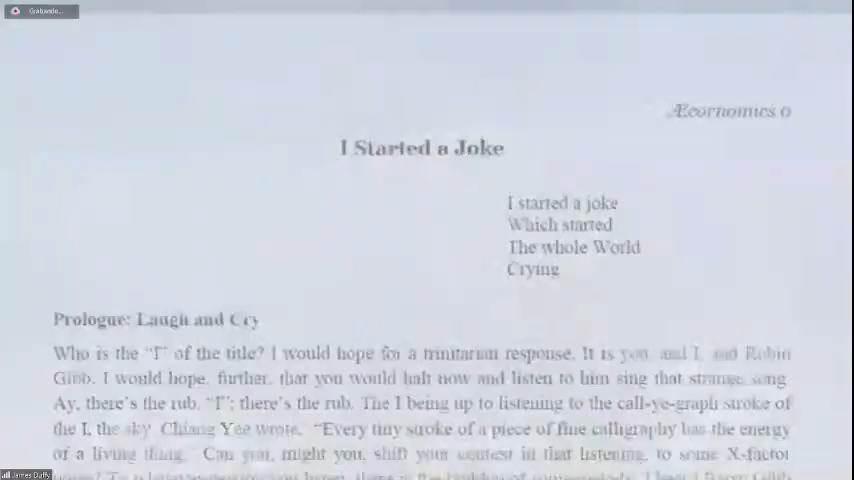 Grabando...
Æcornomics 0
I Started a Joke
I started a joke
Which started
The whole World
Crying
Prologue: Laugh and Cry
Who is the "I" of the title? I would hope for a trinitarian response. It is you, and I, and Robin
Gibb. I would hope, further, that you would halt now and listen to him sing that strange song.
Ay, there's the rub, "I"; there's the rub. The I being up to listening to the call-ye-graph stroke of
the I, the sky. Chiang Yee wrote, "Every tiny stroke of a piece of fine calligraphy has the energy
of a living thing." Can you, might you, shift your contest in that listening, to some X-factor
James Duffy